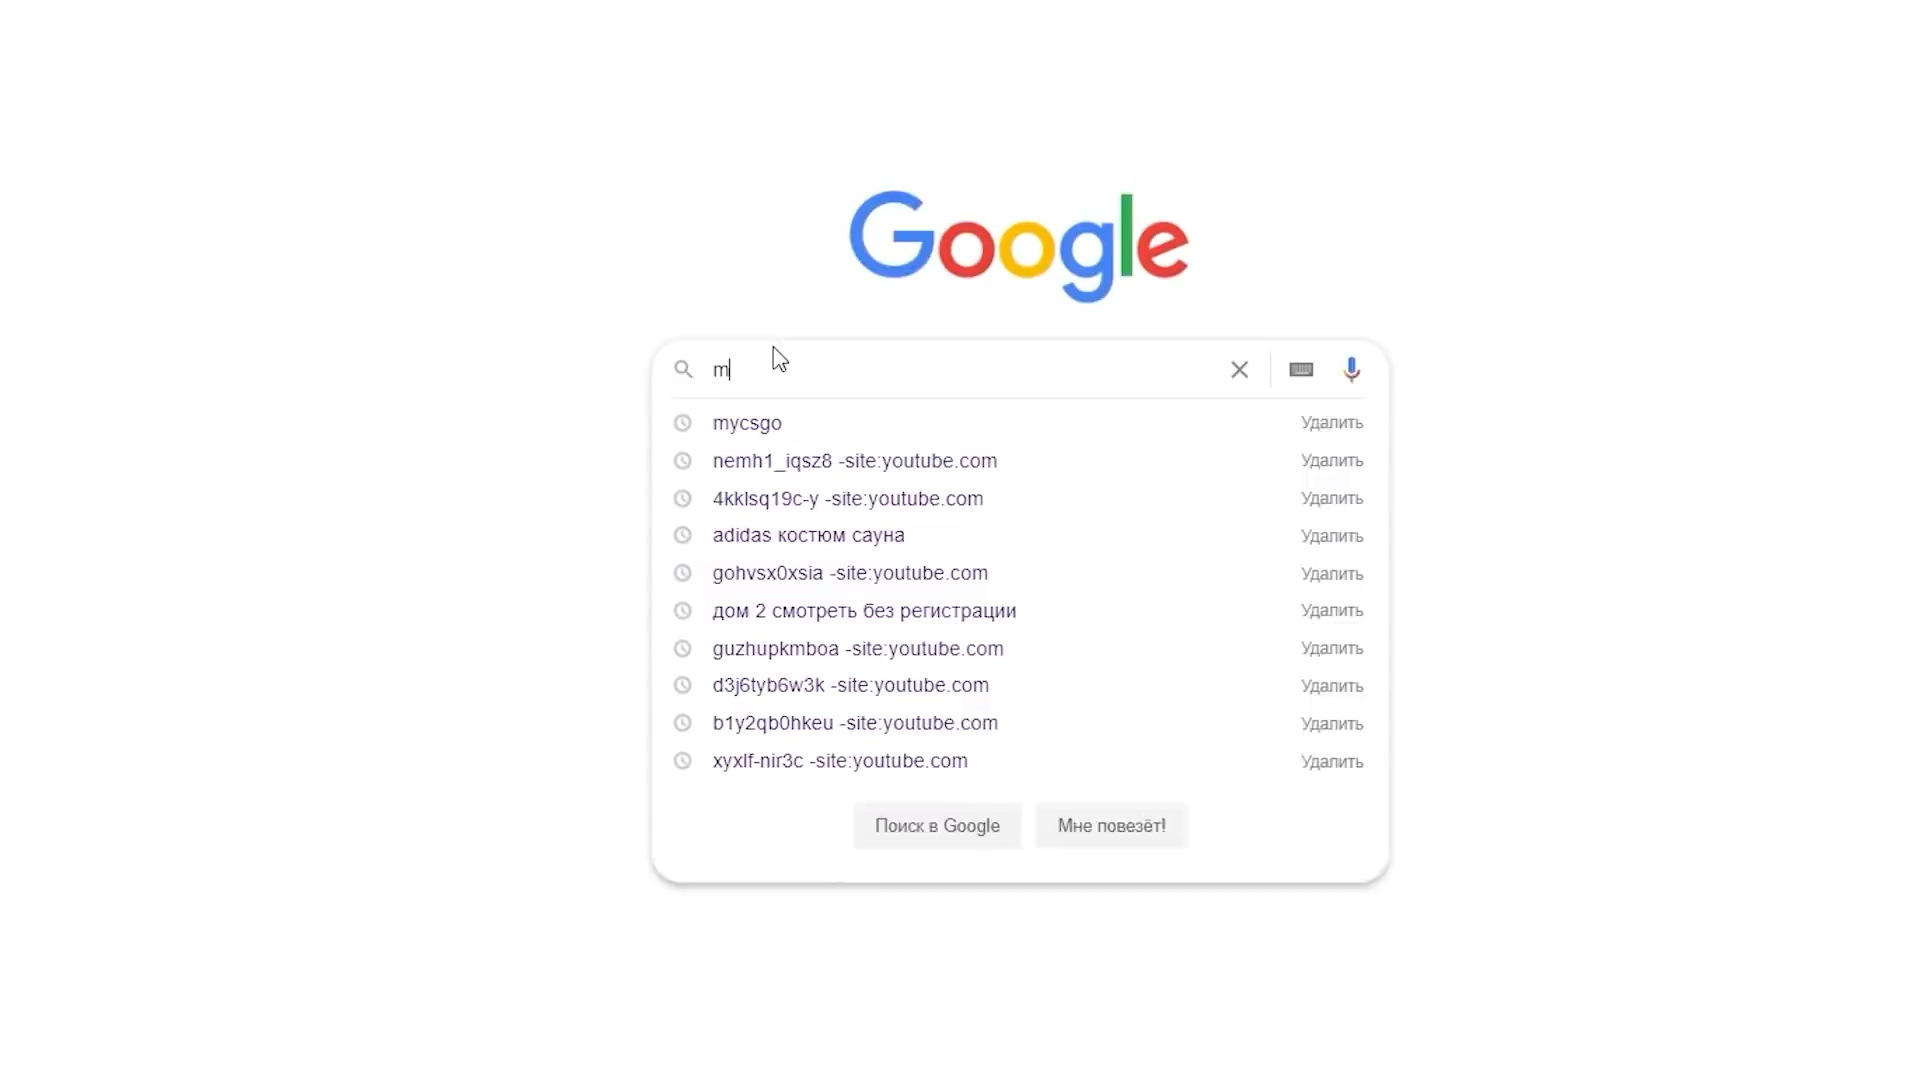 Google
m
mycsgo Удалить
nemh1_iqsz8 -site:youtube.com Удалить
4kklsq19c-y -site:youtube.com Удалить
adidas костюм сауна Удалить
gohvsx0xsia -site:youtube.com Удалить
дом 2 смотреть без регистрации Удалить
guzhupkmboa -site:youtube.com Удалить
d3j6tyb6w3k -site:youtube.com Удалить
b1y2qb0hkeu -site:youtube.com Удалить
xyxlf-nir3c -site:youtube.com Удалить
Поиск в Google Мне повезёт!